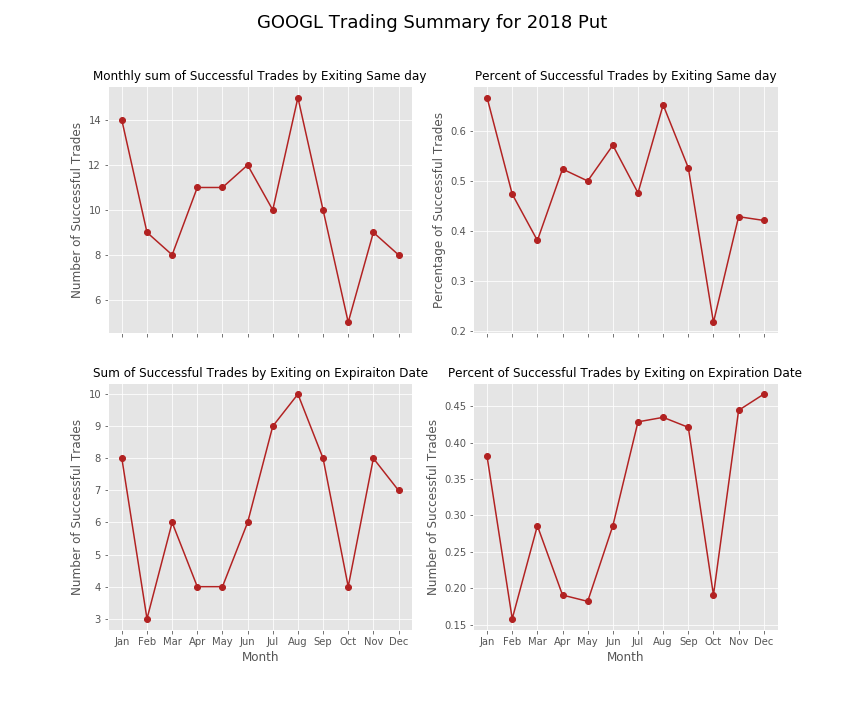 GOOGL Trading Summary for 2018 Put
Monthly sum of Successful Trades by Exiting Same day
Number of Successful Trades
14
12
10
8
6
Percent of Successful Trades by Exiting Same day
Percentage of Successful Trades
0.6
0.5
0.4
0.3
0.2
Sum of Successful Trades by Exiting on Expiraiton Date
Number of Successful Trades
10
9
8
7
6
5
4
3
Jan Feb Mar Apr May Jun Jul Aug Sep Oct Nov Dec
Month
Percent of Successful Trades by Exiting on Expiration Date
Number of Successful Trades
0.45
0.40
0.35
0.30
0.25
0.20
0.15
Jan Feb Mar Apr May Jun Jul Aug Sep Oct Nov Dec
Month